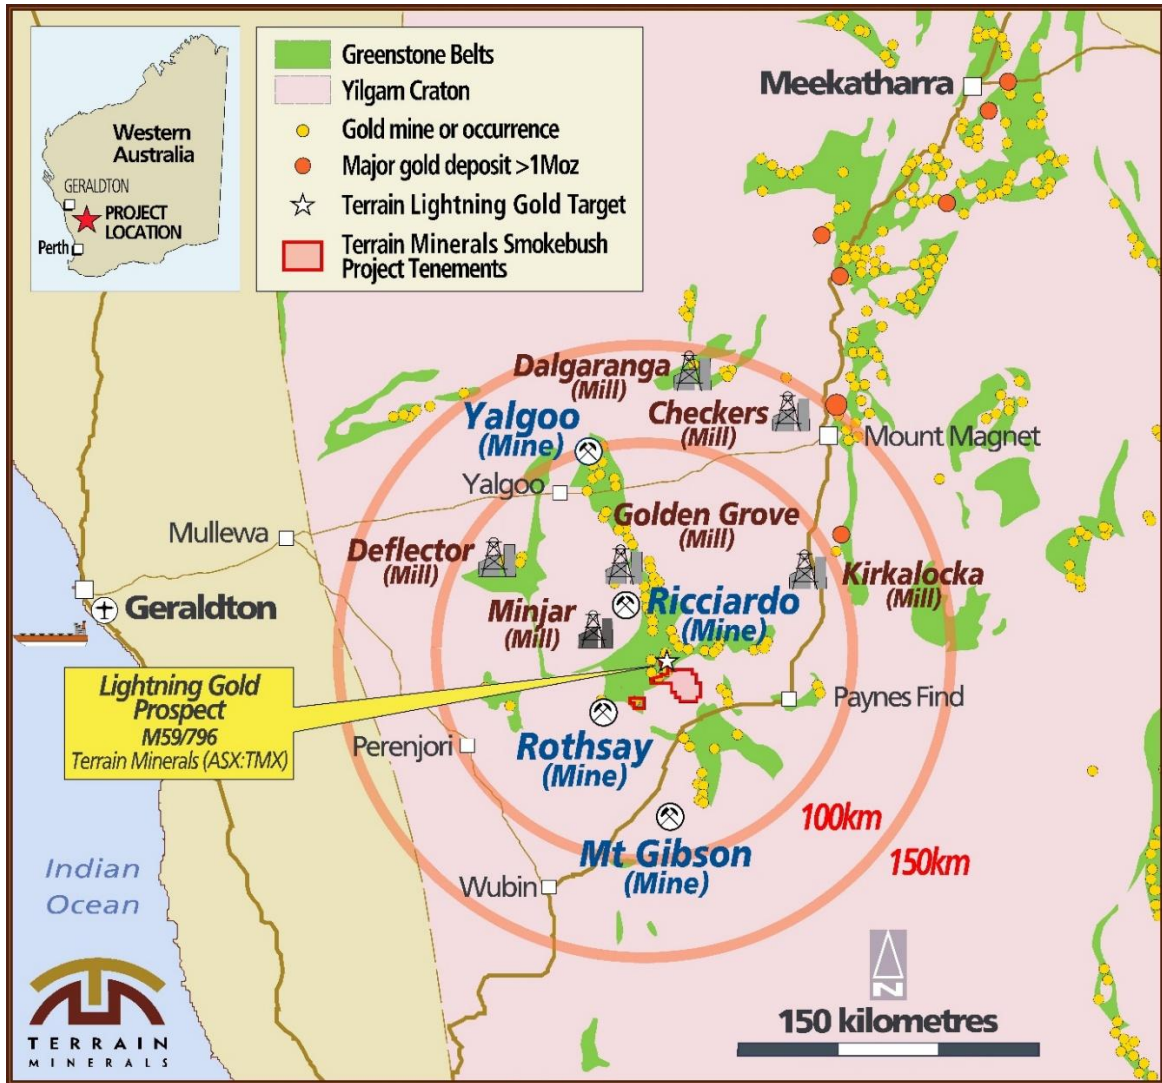 Western
Australia
GERALDTON
PROJECT
LOCATION
Perth
Greenstone Belts
Yilgarn Craton
Gold mine or occurrence
Major gold deposit >1Moz
Terrain Lightning Gold Target
Terrain Minerals Smokebush
Project Tenements
Meekatharra
Dalgaranga
(Mill)
Yalgoo
(Mine)
Checkers
(Mill)
Mount Magnet
Yalgoo
Golden Grove
(Mill)
Mullewa
Deflector
(Mill)
Kirkalocka
(Mill)
Geraldton
Minjar
(Mill)
Ricciardo
(Mine)
Lightning Gold
Prospect
M59/796
Terrain Minerals (ASX:TMX)
Paynes Find
Perenjori
Rothsay
(Mine)
100km
150km
Mt Gibson
(Mine)
Indian
Ocean
Wubin
N
150 kilometres
TERRAIN
MINERALS